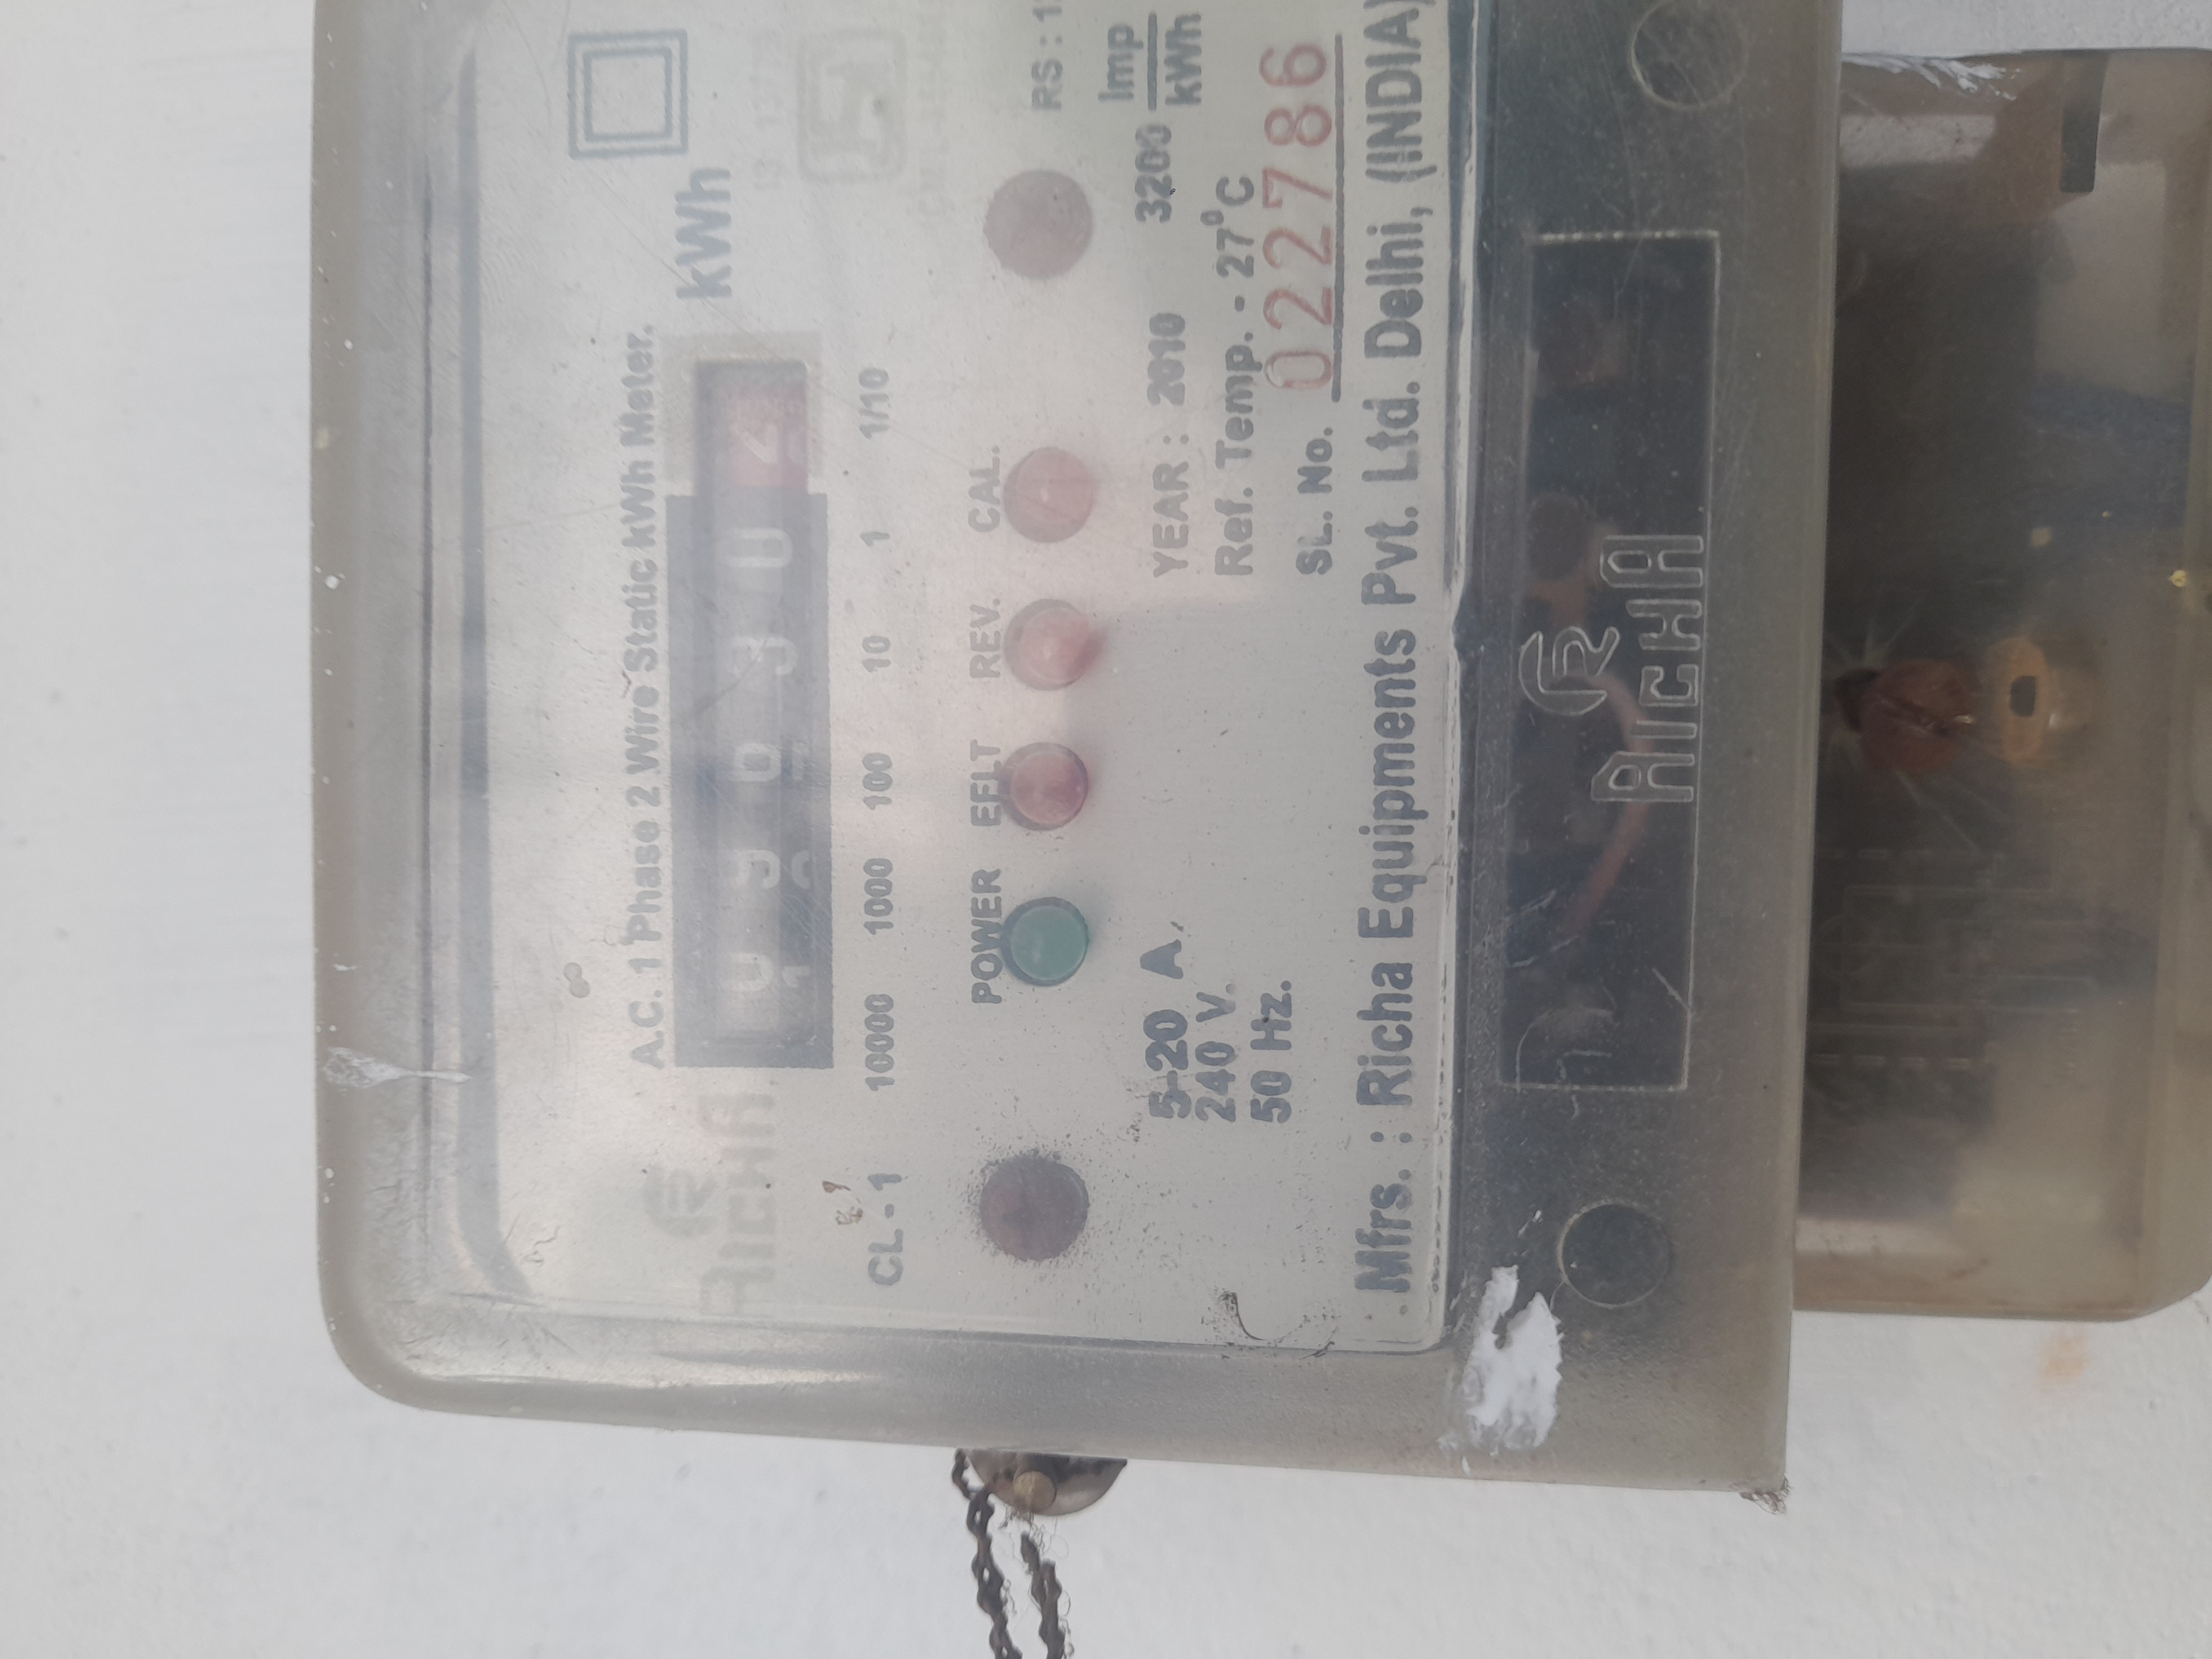 A.C. 1 Phase 2 Wire Static kWh Meter.
RICHA
kWh
CL-1 10000 1000 100 10 1 1/10
POWER EFLT REV. CAL.
5-20 A,
240 V.
50 Hz.
YEAR : 2010 3200 Imp
kWh
Ref. Temp. - 27°C
SL. No. 022786
Mfrs. : Richa Equipments Pvt. Ltd. Delhi, (INDIA)
R
RICHA